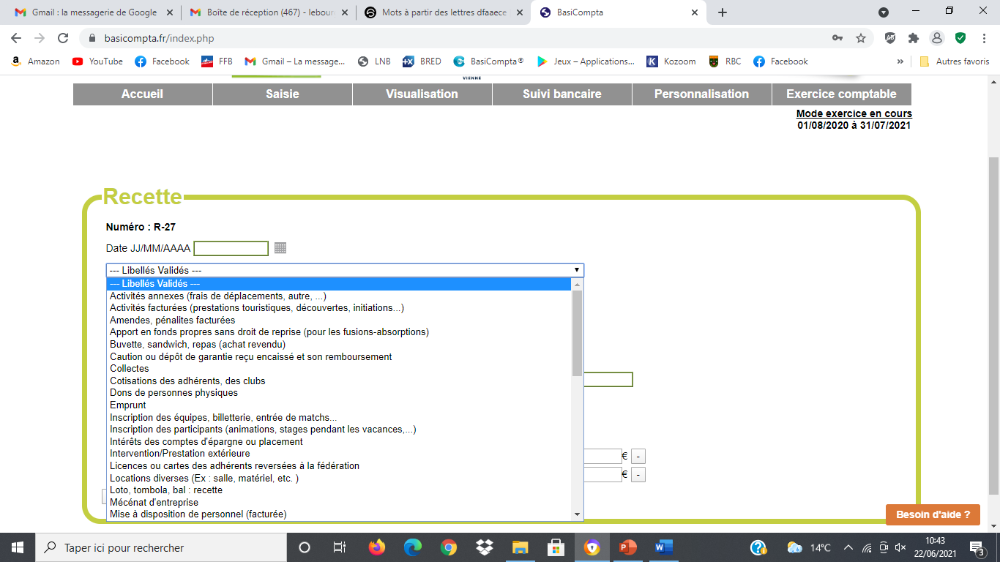 Gmail : la messagerie de Google
Boîte de réception (467) - lebour
Mots à partir des lettres dfaaece
BasiCompta
basicompta.fr/index.php
Amazon
YouTube
Facebook
FFB
Gmail – La message...
LNB
BRED
BasiCompta®
Jeux – Applications...
Kozoom
RBC
Facebook
»
Autres favoris
VIENNE
Accueil
Saisie
Visualisation
Suivi bancaire
Personnalisation
Exercice comptable
Mode exercice en cours
01/08/2020 à 31/07/2021
Recette
Numéro : R-27
Date JJ/MM/AAAA
--- Libellés Validés ---
--- Libellés Validés ---
Activités annexes (frais de déplacements, autre, ...)
Activités facturées (prestations touristiques, découvertes, initiations...)
Amendes, pénalites facturées
Apport en fonds propres sans droit de reprise (pour les fusions-absorptions)
Buvette, sandwich, repas (achat revendu)
Caution ou dépôt de garantie reçu encaissé et son remboursement
Collectes
Cotisations des adhérents, des clubs
Dons de personnes physiques
Emprunt
Inscription des équipes, billetterie, entrée de matchs...
Inscription des participants (animations, stages pendant les vacances,...)
Intérêts des comptes d'épargne ou placement
Intervention/Prestation extérieure
Licences ou cartes des adhérents reversées à la fédération
Locations diverses (Ex : salle, matériel, etc. )
Loto, tombola, bal : recette
Mécénat d'entreprise
Mise à disposition de personnel (facturée)
€ -
€ -
Besoin d'aide ?
Taper ici pour rechercher
14°C
10:43
22/06/2021
3